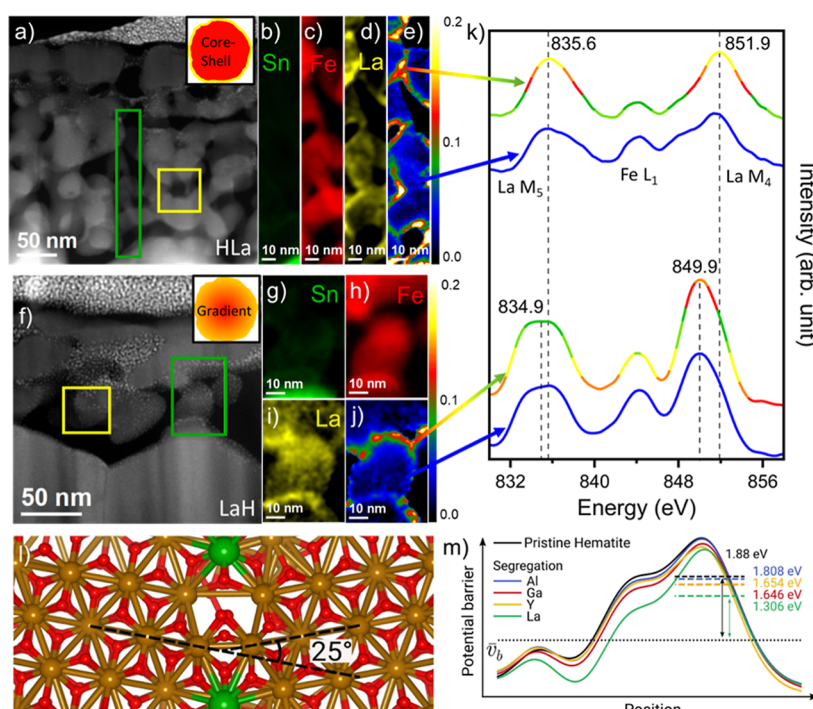 a)
Core-
Shell
50 nm
HLa
b)
Sn
10 nm
c)
Fe
10 nm
d)
La
10 nm
e)
10 nm
0.2
0.1
0.0
f)
Gradient
50 nm
LaH
g)
Sn
10 nm
h)
Fe
10 nm
i)
La
10 nm
j)
10 nm
0.2
0.1
0.0
k)
835.6
851.9
La M5
Fe L1
La M4
834.9
849.9
Intensity (arb. unit)
832
840
848
856
Energy (eV)
l)
25°
m)
Pristine Hematite
Segregation
Al
Ga
Y
La
1.88 eV
1.808 eV
1.654 eV
1.646 eV
1.306 eV
v̄b
Potential barrier
Position